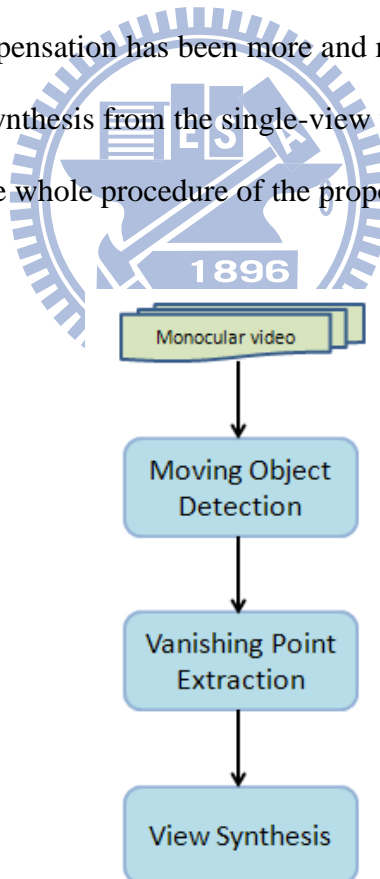 pensation has been more and
ynthesis from the single-view
e whole procedure of the
ES A
1896
Monocular video
Moving Object
Detection
Vanishing Point
Extraction
View Synthesis